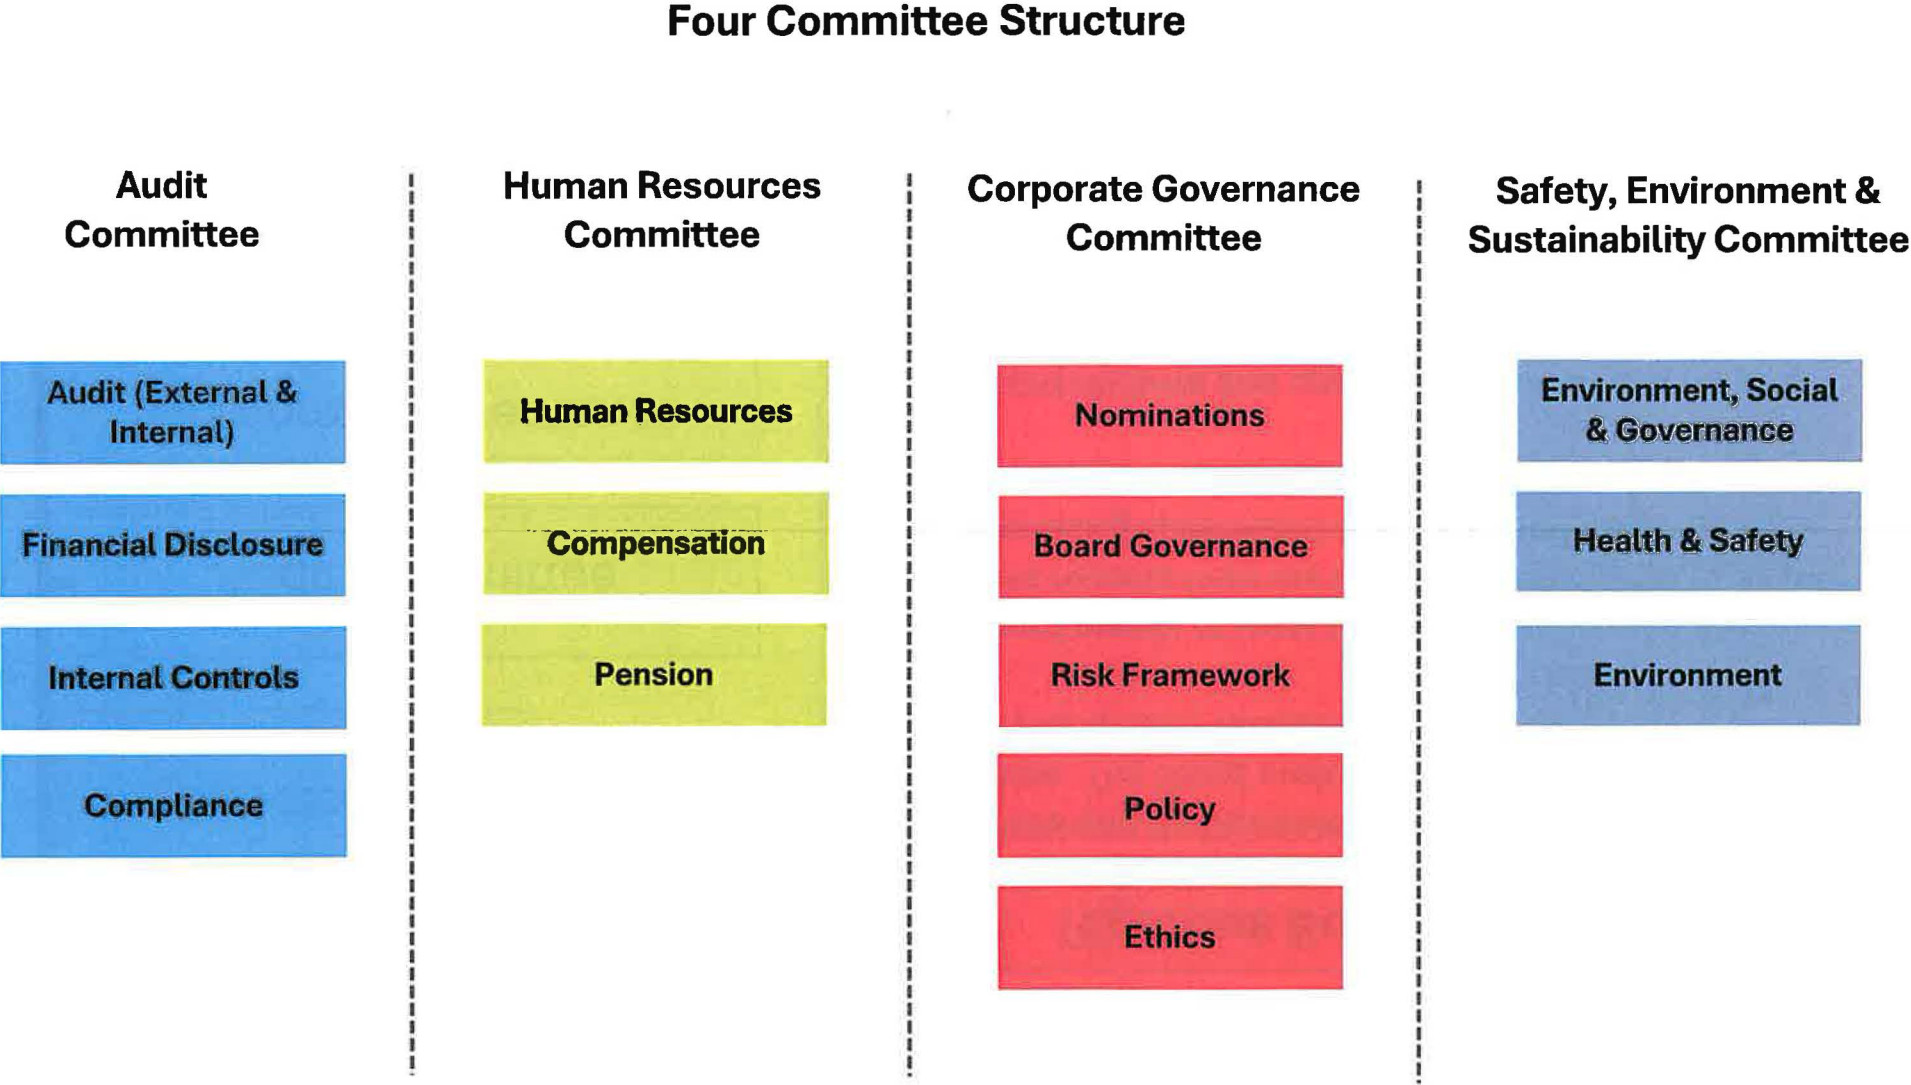 Four Committee Structure
Audit
Committee
Audit (External &
Internal)
Financial Disclosure
Internal Controls
Compliance
Human Resources
Committee
Human Resources
Compensation
Pension
Corporate Governance
Committee
Nominations
Board Governance
Risk Framework
Policy
Ethics
Safety, Environment &
Sustainability Committee
Environment, Social
& Governance
Health & Safety
Environment